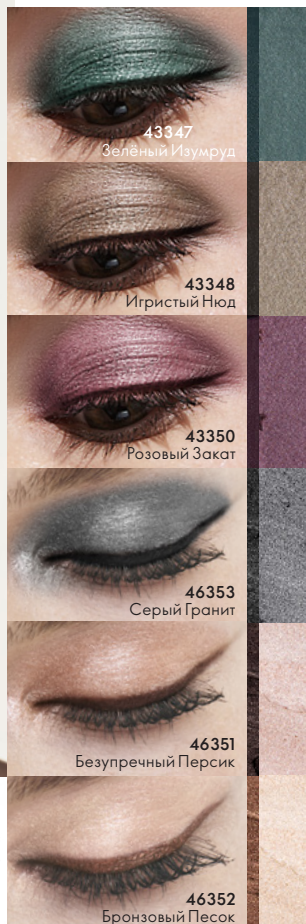 43347
Зелёный Изумруд
43348
Игристый Нюд
43350
Розовый Закат
46353
Серый Гранит
46351
Безупречный Персик
46352
Бронзовый Песок